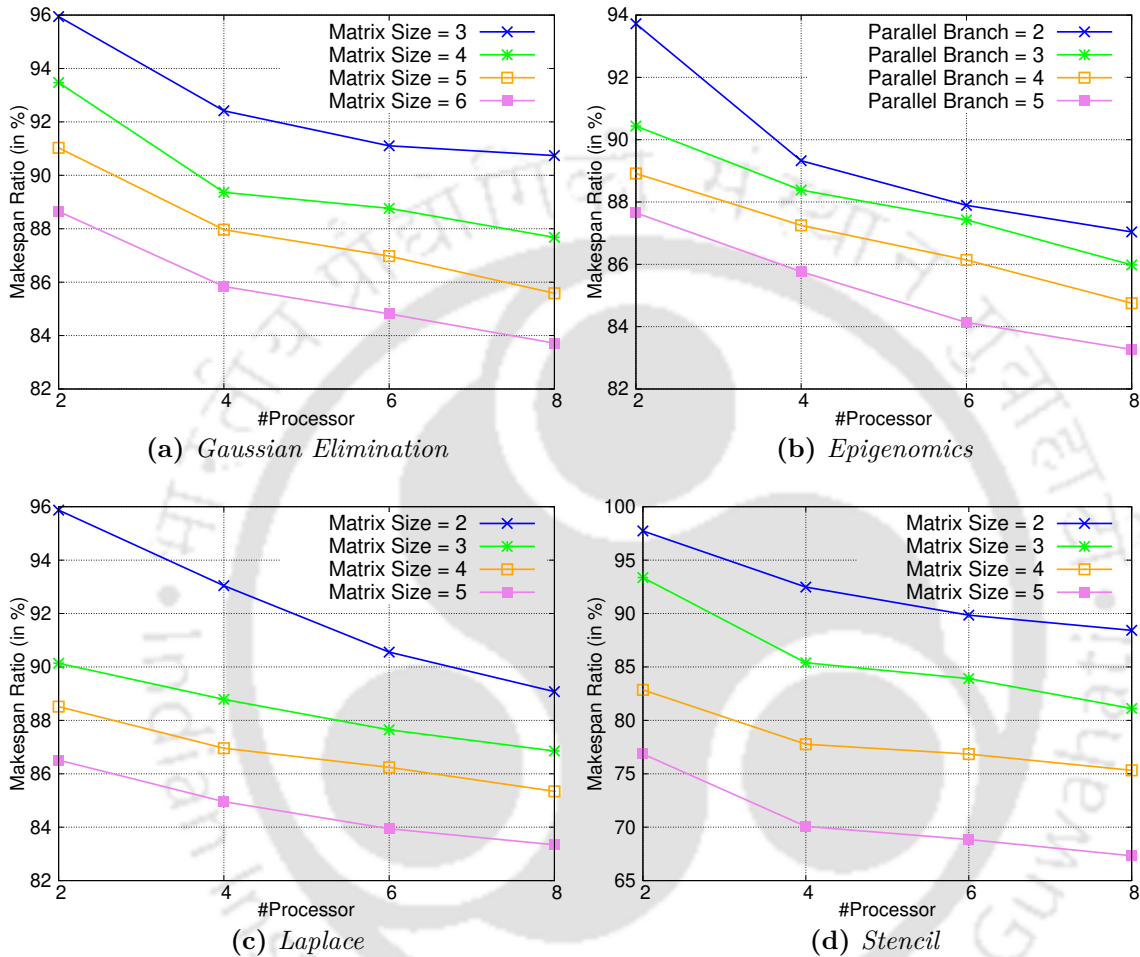 96
94
92
90
88
86
84
82
2
4
6
8
Makespan Ratio (in %)
#Processor
Matrix Size = 3
Matrix Size = 4
Matrix Size = 5
Matrix Size = 6
(a) Gaussian Elimination
94
92
90
88
86
84
82
2
4
6
8
Makespan Ratio (in %)
#Processor
Parallel Branch = 2
Parallel Branch = 3
Parallel Branch = 4
Parallel Branch = 5
(b) Epigenomics
96
94
92
90
88
86
84
82
2
4
6
8
Makespan Ratio (in %)
#Processor
Matrix Size = 2
Matrix Size = 3
Matrix Size = 4
Matrix Size = 5
(c) Laplace
100
95
90
85
80
75
70
65
2
4
6
8
Makespan Ratio (in %)
#Processor
Matrix Size = 2
Matrix Size = 3
Matrix Size = 4
Matrix Size = 5
(d) Stencil
Indian
Guwahati